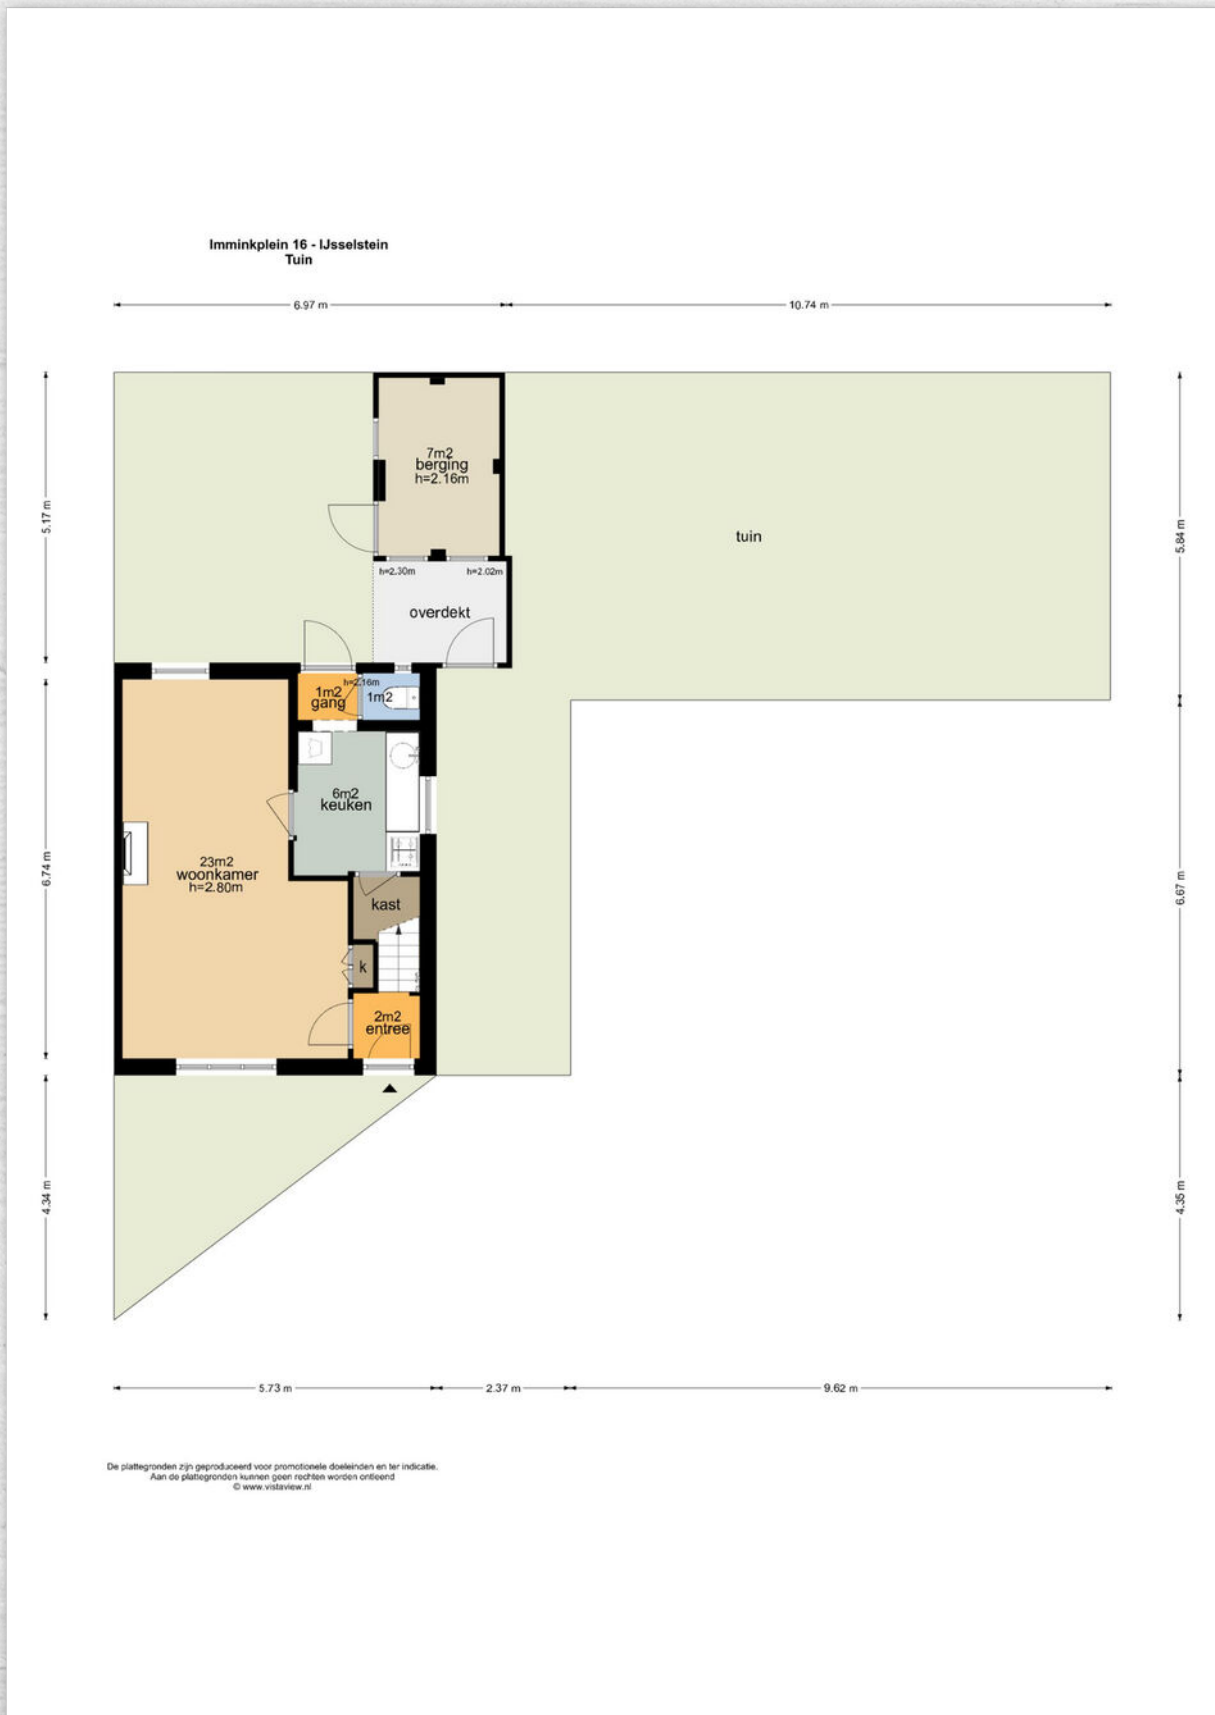 Imminkplein 16 - IJsselstein
Tuin
6.97 m
10.74 m
5.17 m
5.84 m
7m2
berging
h=2.16m
tuin
h=2.30m
h=2.02m
overdekt
1m2
gang
h=2.16m
1m2
6m2
keuken
23m2
woonkamer
h=2.80m
6.74 m
6.67 m
kast
k
2m2
entree
4.34 m
4.35 m
5.73 m
2.37 m
9.62 m
De plattegronden zijn geproduceerd voor promotionele doeleinden en ter indicatie.
Aan de plattegronden kunnen geen rechten worden ontleend
© www.vistaview.nl